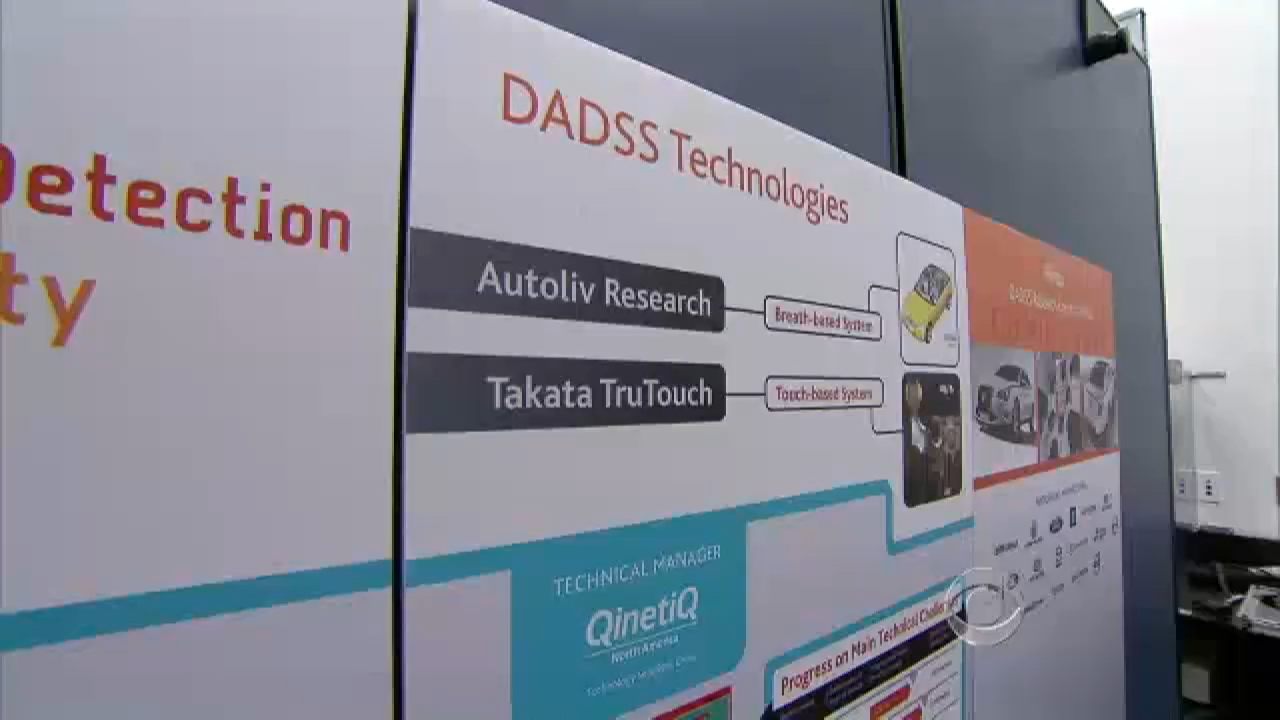 Detection
ty
DADSS Technologies
Autoliv Research
Breath-based System
Takata TruTouch
Touch-based System
TECHNICAL MANAGER
QinetiQ
North America
Progress on Main Technical